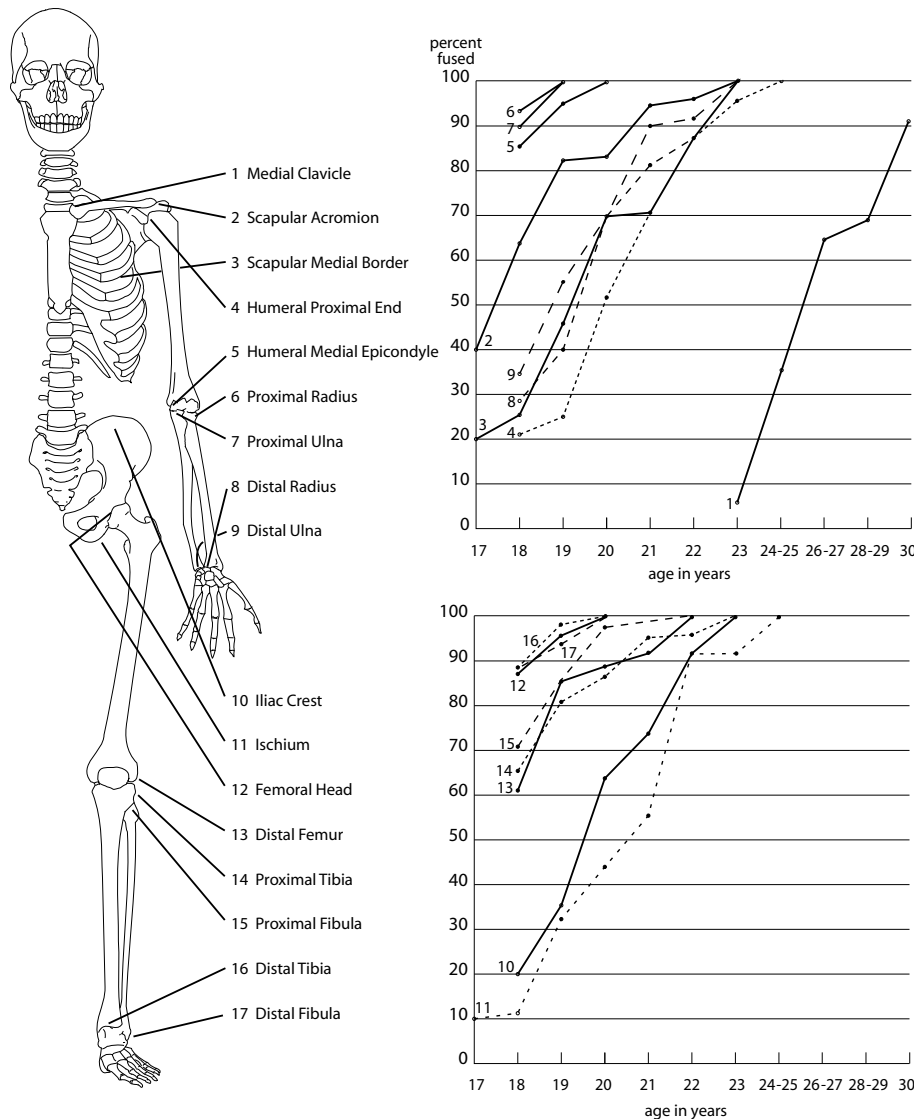 1 Medial Clavicle
2 Scapular Acromion
3 Scapular Medial Border
4 Humeral Proximal End
5 Humeral Medial Epicondyle
6 Proximal Radius
7 Proximal Ulna
8 Distal Radius
9 Distal Ulna
10 Iliac Crest
11 Ischium
12 Femoral Head
13 Distal Femur
14 Proximal Tibia
15 Proximal Fibula
16 Distal Tibia
17 Distal Fibula
percent
fused
100
90
80
70
60
50
40
30
20
10
0
6
7
5
2
9
8
3
4
1
17 18 19 20 21 22 23 24-25 26-27 28-29 30
age in years
100
90
80
70
60
50
40
30
20
10
0
16
17
12
15
14
13
10
11
17 18 19 20 21 22 23 24-25 26-27 28-29 30
age in years